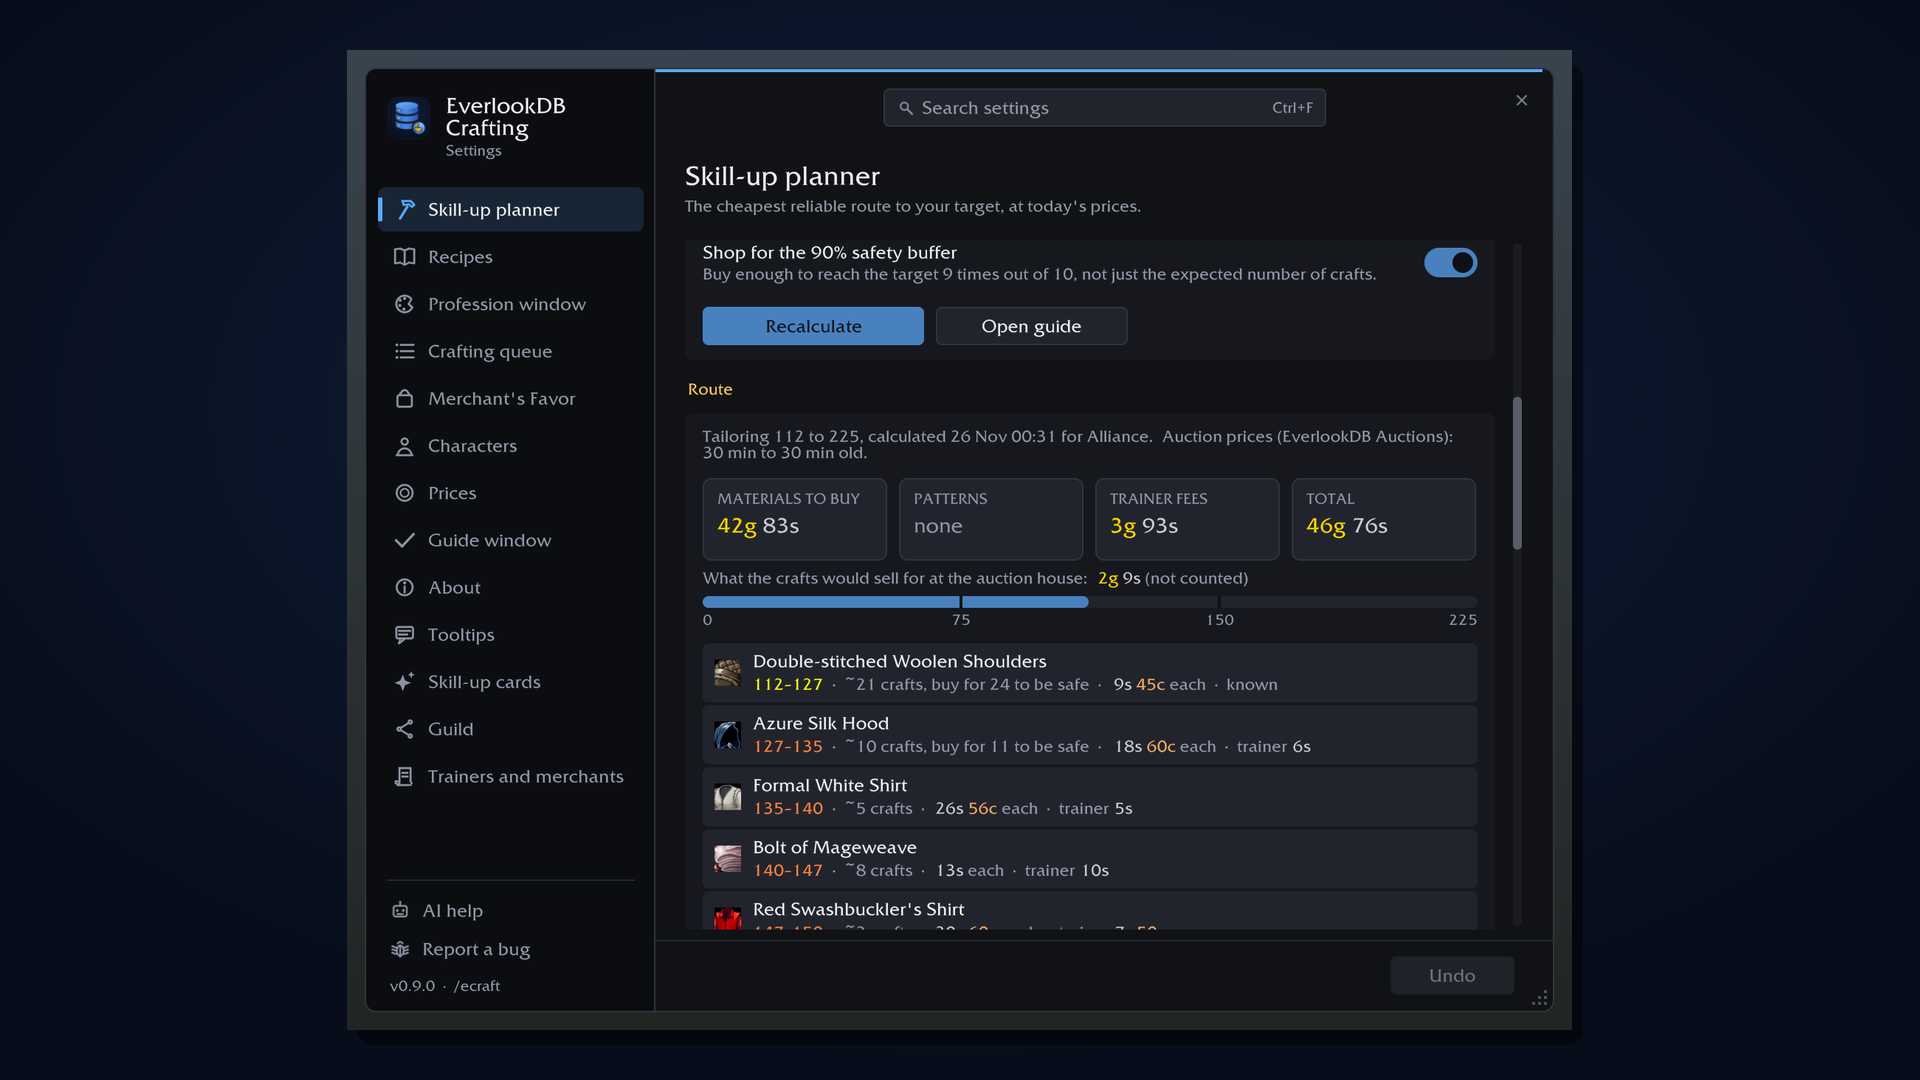 EverlookDB
Crafting
Settings
Skill-up planner
Recipes
Profession window
Crafting queue
Merchant's Favor
Characters
Prices
Guide window
About
Tooltips
Skill-up cards
Guild
Trainers and merchants
AI help
Report a bug
v0.9.0 · /ecraft
Search settings Ctrl+F
Skill-up planner
The cheapest reliable route to your target, at today's prices.
Shop for the 90% safety buffer
Buy enough to reach the target 9 times out of 10, not just the expected number of crafts.
Recalculate Open guide
Route
Tailoring 112 to 225, calculated 26 Nov 00:31 for Alliance. Auction prices (EverlookDB Auctions):
30 min to 30 min old.
MATERIALS TO BUY
42g 83s
PATTERNS
none
TRAINER FEES
3g 93s
TOTAL
46g 76s
What the crafts would sell for at the auction house: 2g 9s (not counted)
0 75 150 225
Double-stitched Woolen Shoulders
112-127 · ~21 crafts, buy for 24 to be safe · 9s 45c each · known
Azure Silk Hood
127-135 · ~10 crafts, buy for 11 to be safe · 18s 60c each · trainer 6s
Formal White Shirt
135-140 · ~5 crafts · 26s 56c each · trainer 5s
Bolt of Mageweave
140-147 · ~8 crafts · 13s each · trainer 10s
Red Swashbuckler's Shirt
Undo